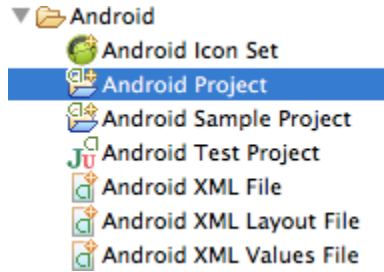 Android
Android Icon Set
Android Project
Android Sample Project
Android Test Project
Android XML File
Android XML Layout File
Android XML Values File